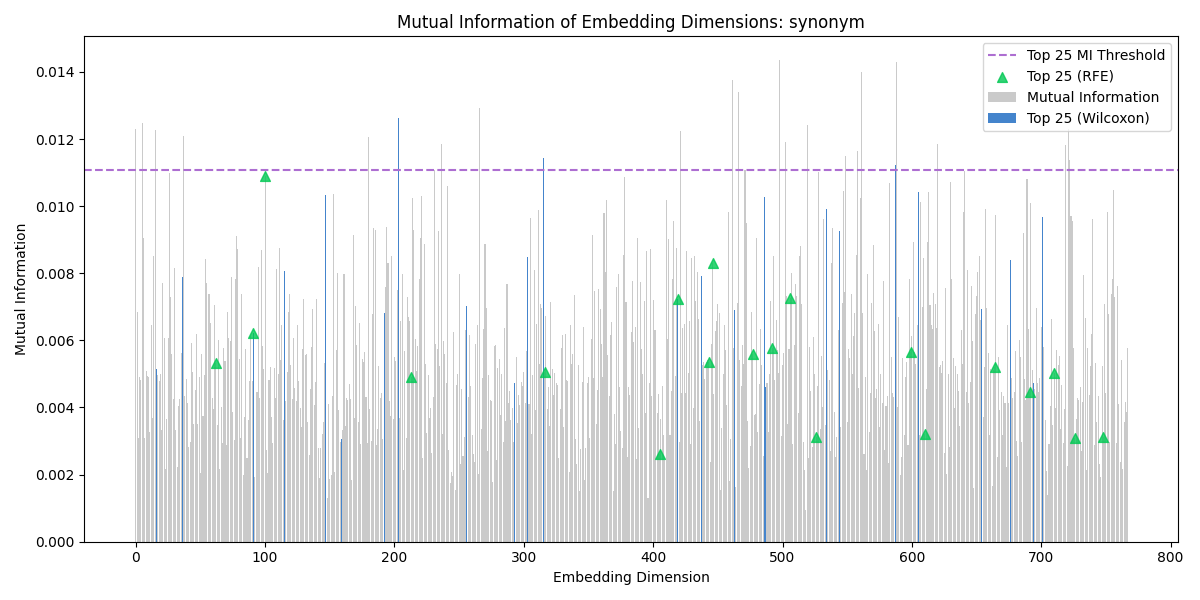 Mutual Information of Embedding Dimensions: synonym
Top 25 MI Threshold
Top 25 (RFE)
Mutual Information
Top 25 (Wilcoxon)
Mutual Information
0.014
0.012
0.010
0.008
0.006
0.004
0.002
0.000
0 100 200 300 400 500 600 700 800
Embedding Dimension